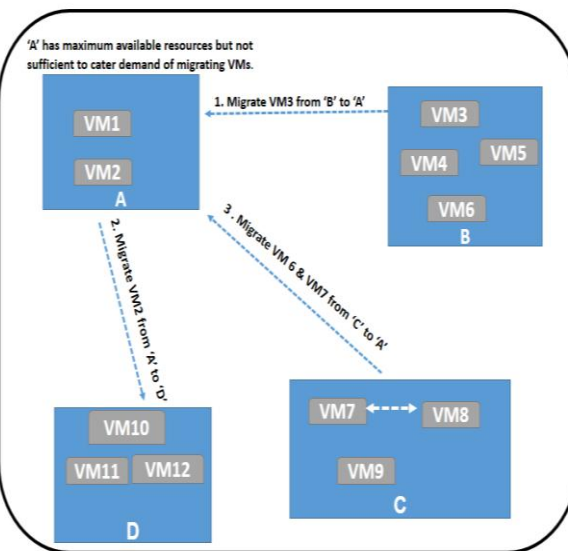 'A' has maximum available resources but not
sufficient to cater demand of migrating VMs.
1. Migrate VM3 from 'B' to 'A'
VM1
VM2
A
VM3
VM4
VM5
VM6
B
2. Migrate VM2 from 'A' to 'D'
3 . Migrate VM 6 & VM7 from 'C' to 'A'
VM10
VM11
VM12
D
VM7
VM8
VM9
C